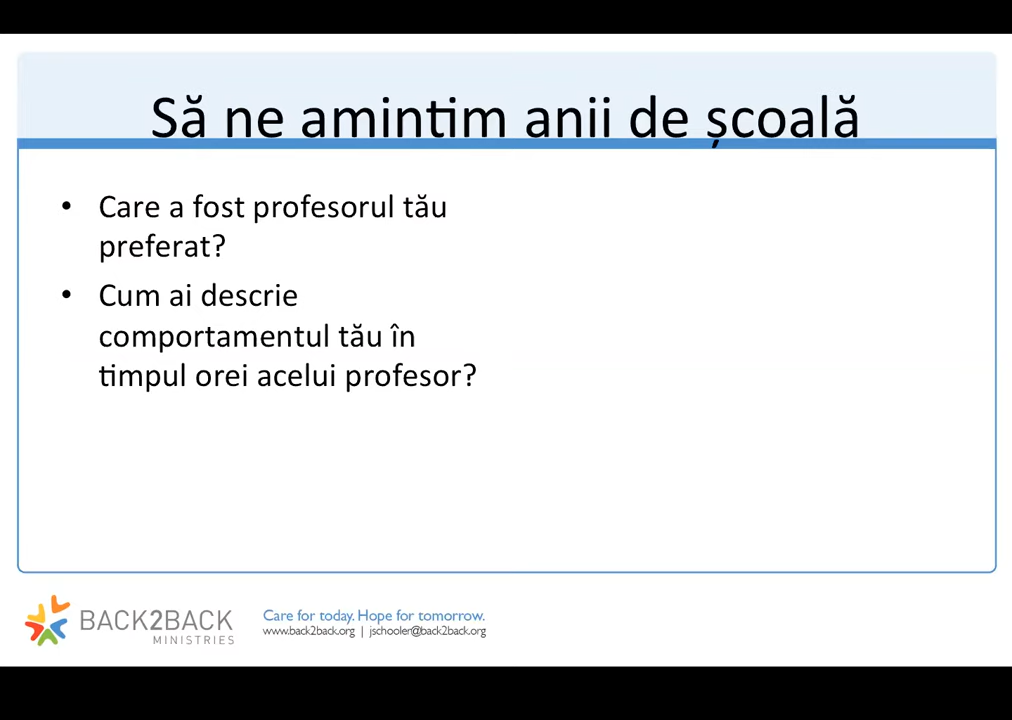 Să ne amintim anii de școală
• Care a fost profesorul tău
preferat?
• Cum ai descrie
comportamentul tău în
timpul orei acelui profesor?
BACK2BACK
MINISTRIES
Care for today. Hope for tomorrow.
www.back2back.org | jschooler@back2back.org